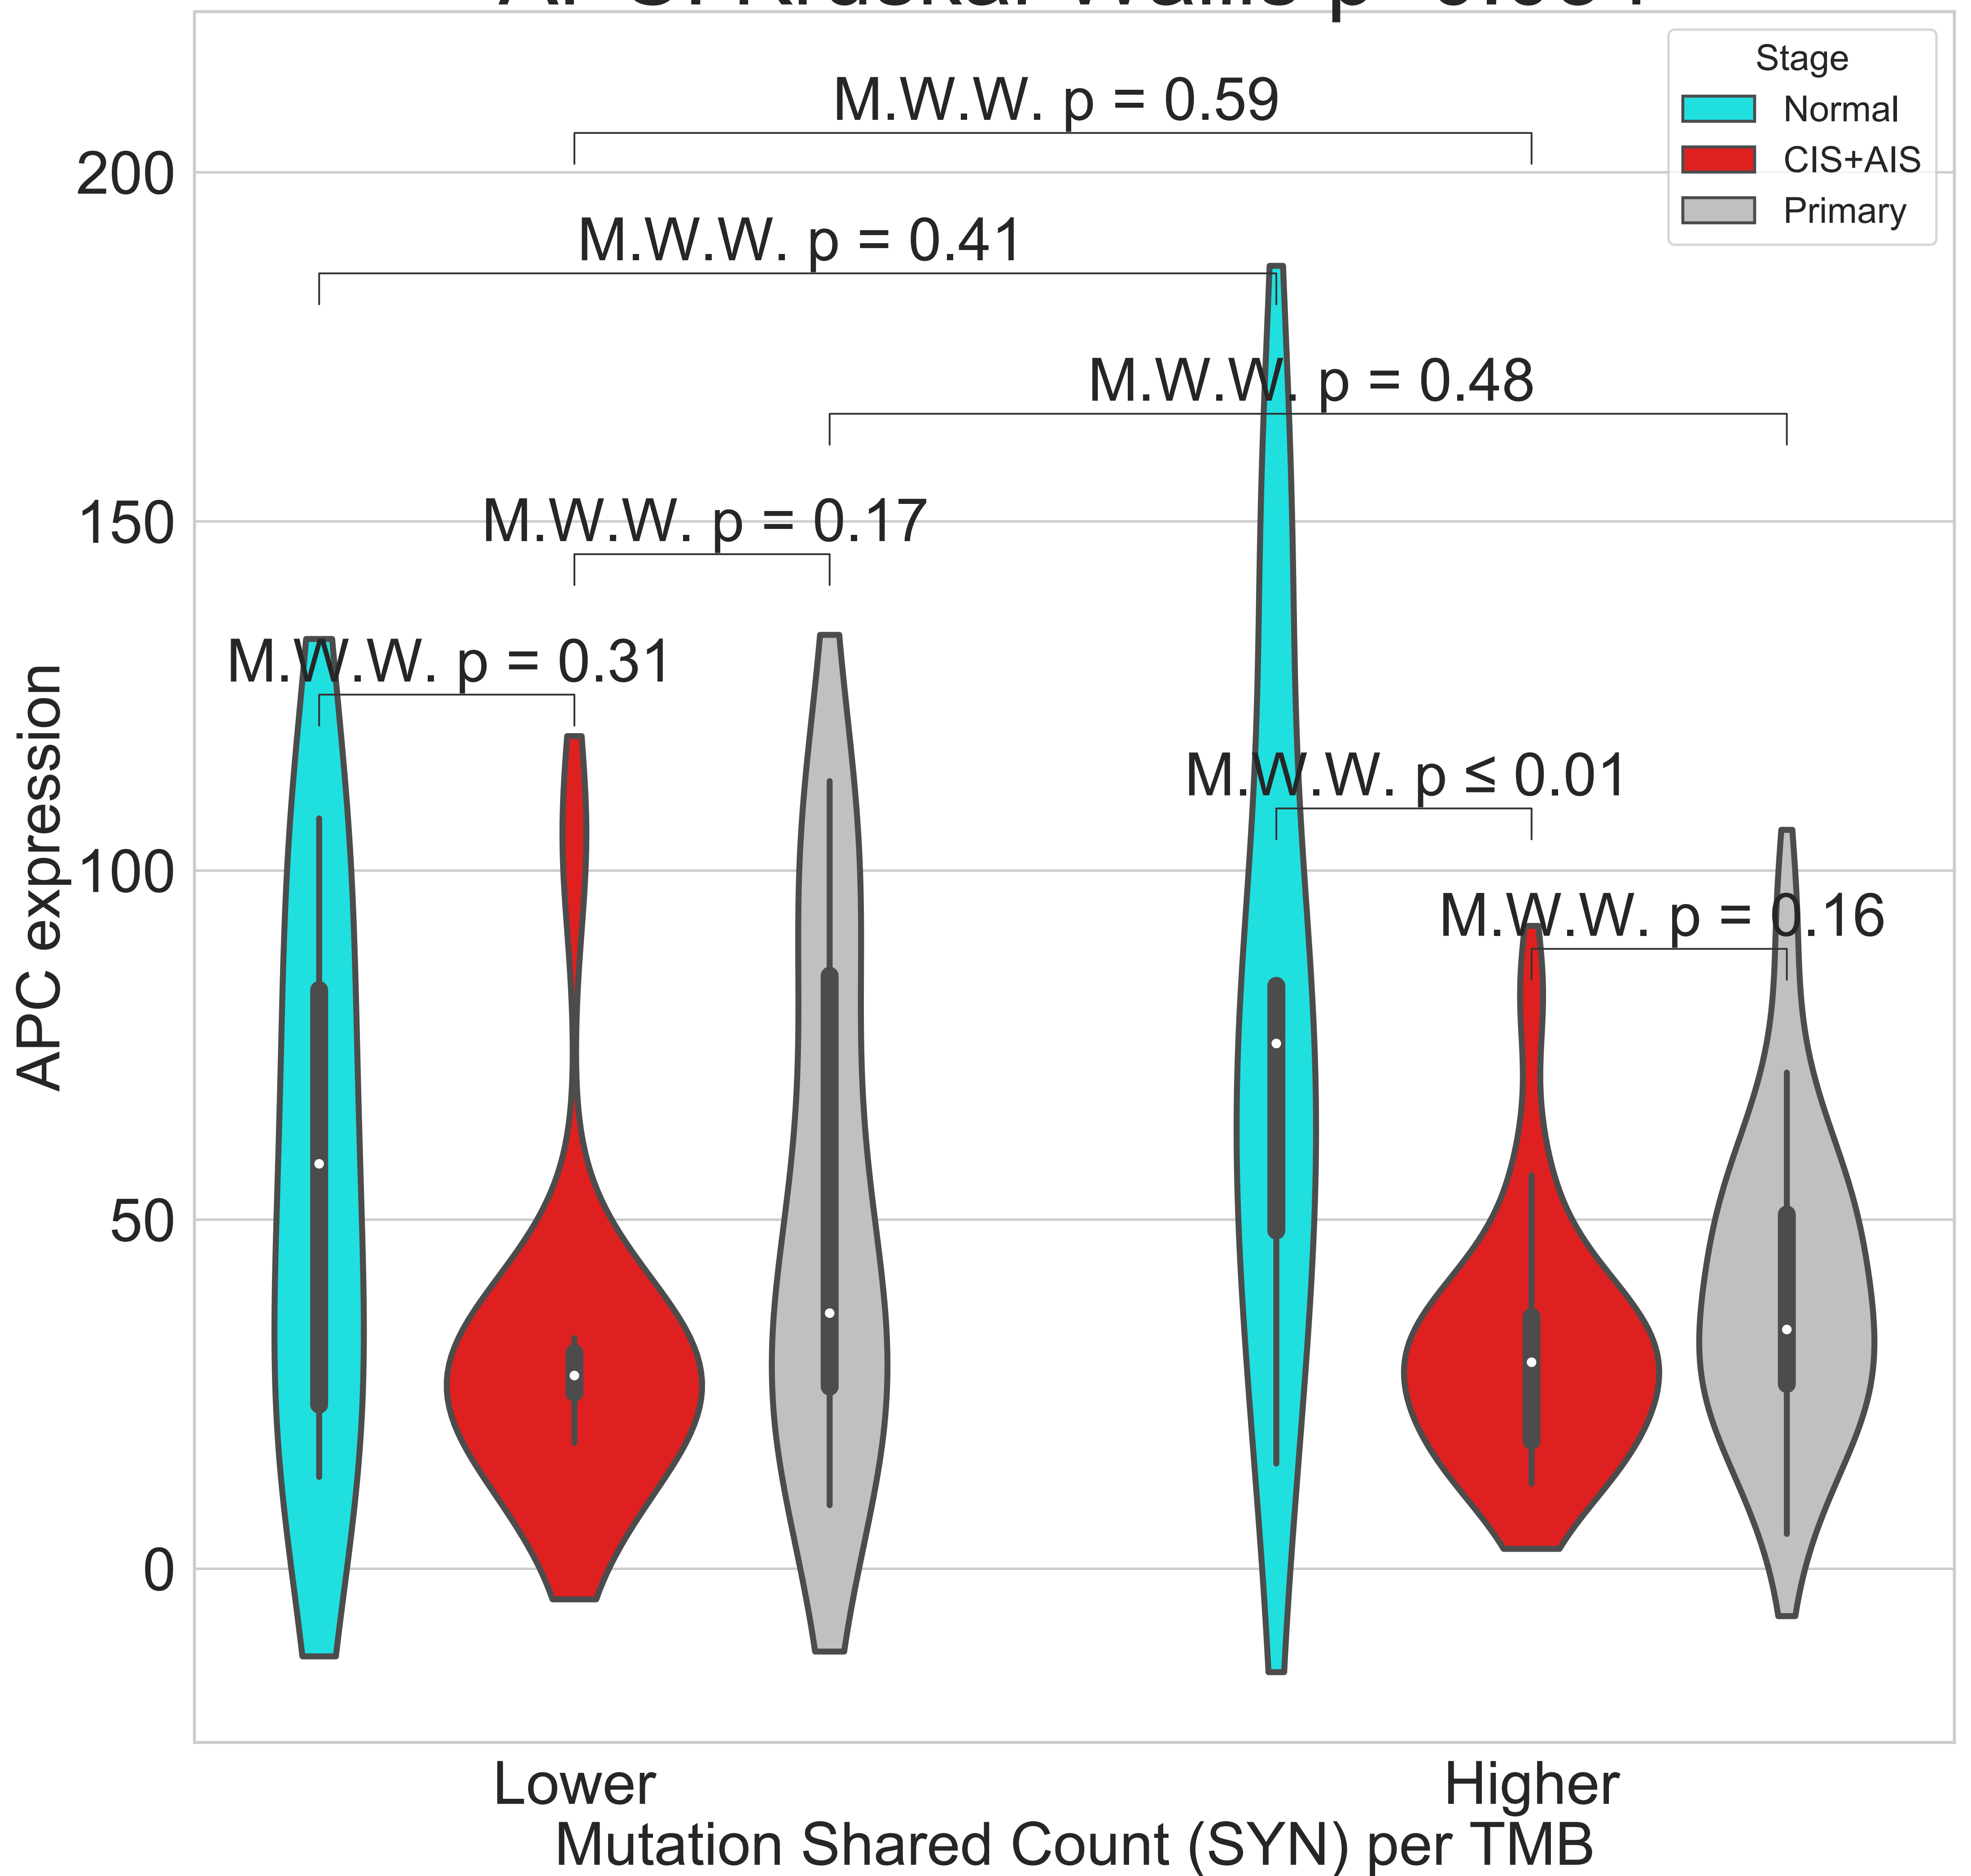 Stage
Normal
CIS+AIS
Primary
M.W.W. p = 0.59
M.W.W. p = 0.41
M.W.W. p = 0.48
M.W.W. p = 0.17
M.W.W. p = 0.31
M.W.W. p ≤ 0.01
M.W.W. p = 0.16
200
150
100
50
0
APC expression
Lower
Higher
Mutation Shared Count (SYN) per TMB